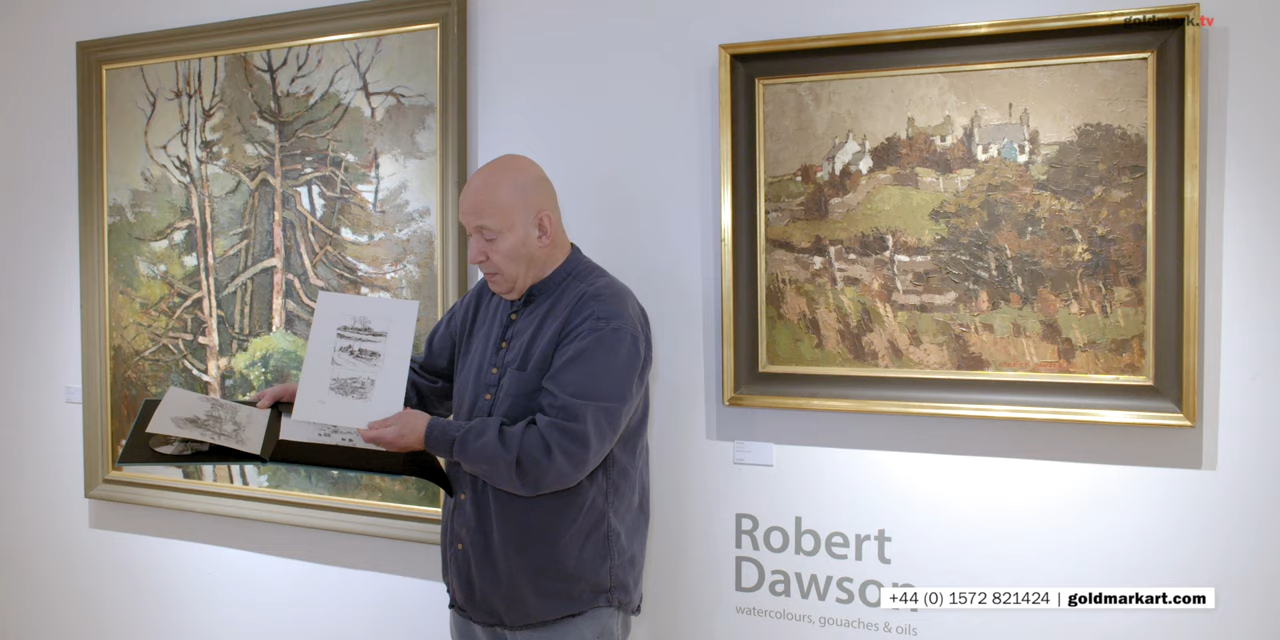 goldmark.tv
Robert
Dawson
+44 (0) 1572 821424 | goldmarkart.com
watercolours, gouaches & oils